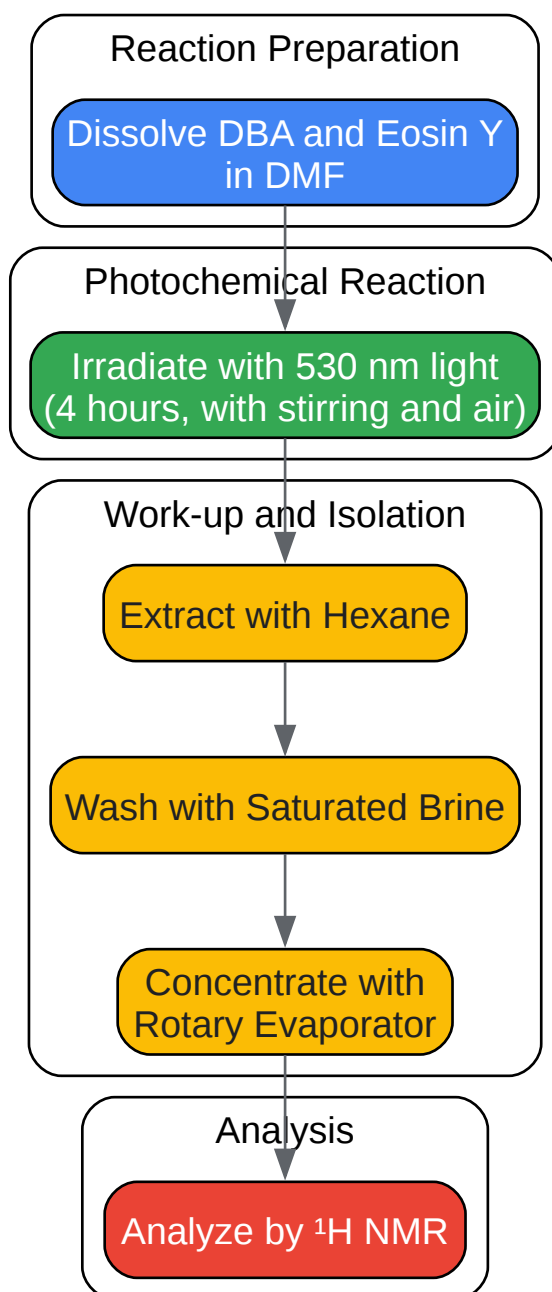 Reaction Preparation
Dissolve DBA and Eosin Y
in DMF
Photochemical Reaction
Irradiate with 530 nm light
(4 hours, with stirring and air)
Work-up and Isolation
Extract with Hexane
Wash with Saturated Brine
Concentrate with
Rotary Evaporator
Analysis
Analyze by ¹H NMR